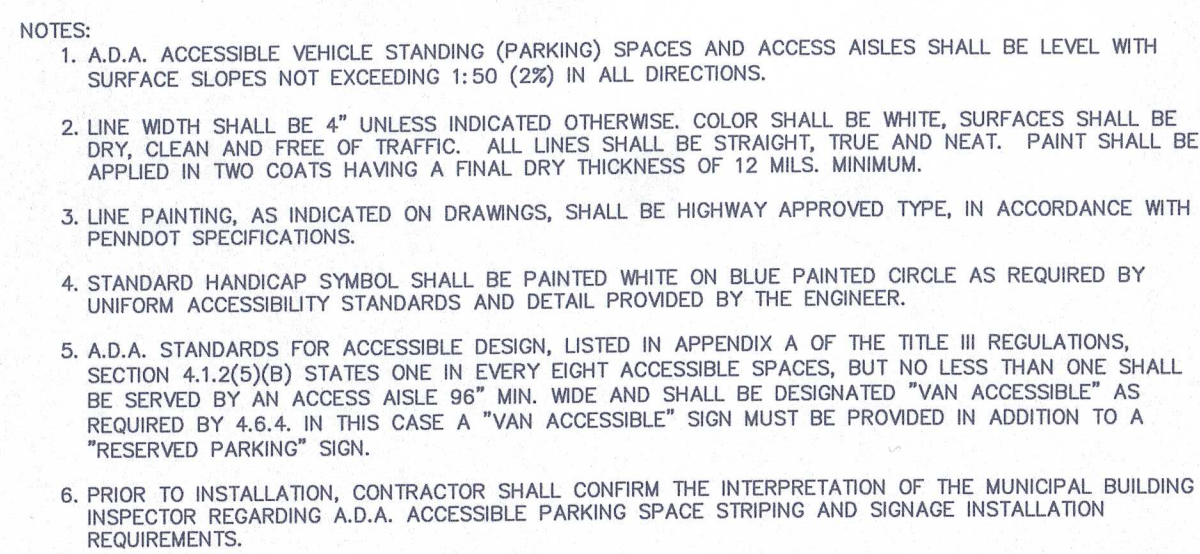 NOTES:
1. A.D.A. ACCESSIBLE VEHICLE STANDING (PARKING) SPACES AND ACCESS AISLES SHALL BE LEVEL WITH
SURFACE SLOPES NOT EXCEEDING 1:50 (2%) IN ALL DIRECTIONS.
2. LINE WIDTH SHALL BE 4" UNLESS INDICATED OTHERWISE. COLOR SHALL BE WHITE, SURFACES SHALL BE
DRY, CLEAN AND FREE OF TRAFFIC. ALL LINES SHALL BE STRAIGHT, TRUE AND NEAT. PAINT SHALL BE
APPLIED IN TWO COATS HAVING A FINAL DRY THICKNESS OF 12 MILS. MINIMUM.
3. LINE PAINTING, AS INDICATED ON DRAWINGS, SHALL BE HIGHWAY APPROVED TYPE, IN ACCORDANCE WITH
PENNDOT SPECIFICATIONS.
4. STANDARD HANDICAP SYMBOL SHALL BE PAINTED WHITE ON BLUE PAINTED CIRCLE AS REQUIRED BY
UNIFORM ACCESSIBILITY STANDARDS AND DETAIL PROVIDED BY THE ENGINEER.
5. A.D.A. STANDARDS FOR ACCESSIBLE DESIGN, LISTED IN APPENDIX A OF THE TITLE III REGULATIONS,
SECTION 4.1.2(5)(B) STATES ONE IN EVERY EIGHT ACCESSIBLE SPACES, BUT NO LESS THAN ONE SHALL
BE SERVED BY AN ACCESS AISLE 96" MIN. WIDE AND SHALL BE DESIGNATED "VAN ACCESSIBLE" AS
REQUIRED BY 4.6.4. IN THIS CASE A "VAN ACCESSIBLE" SIGN MUST BE PROVIDED IN ADDITION TO A
"RESERVED PARKING" SIGN.
6. PRIOR TO INSTALLATION, CONTRACTOR SHALL CONFIRM THE INTERPRETATION OF THE MUNICIPAL BUILDING
INSPECTOR REGARDING A.D.A. ACCESSIBLE PARKING SPACE STRIPING AND SIGNAGE INSTALLATION
REQUIREMENTS.